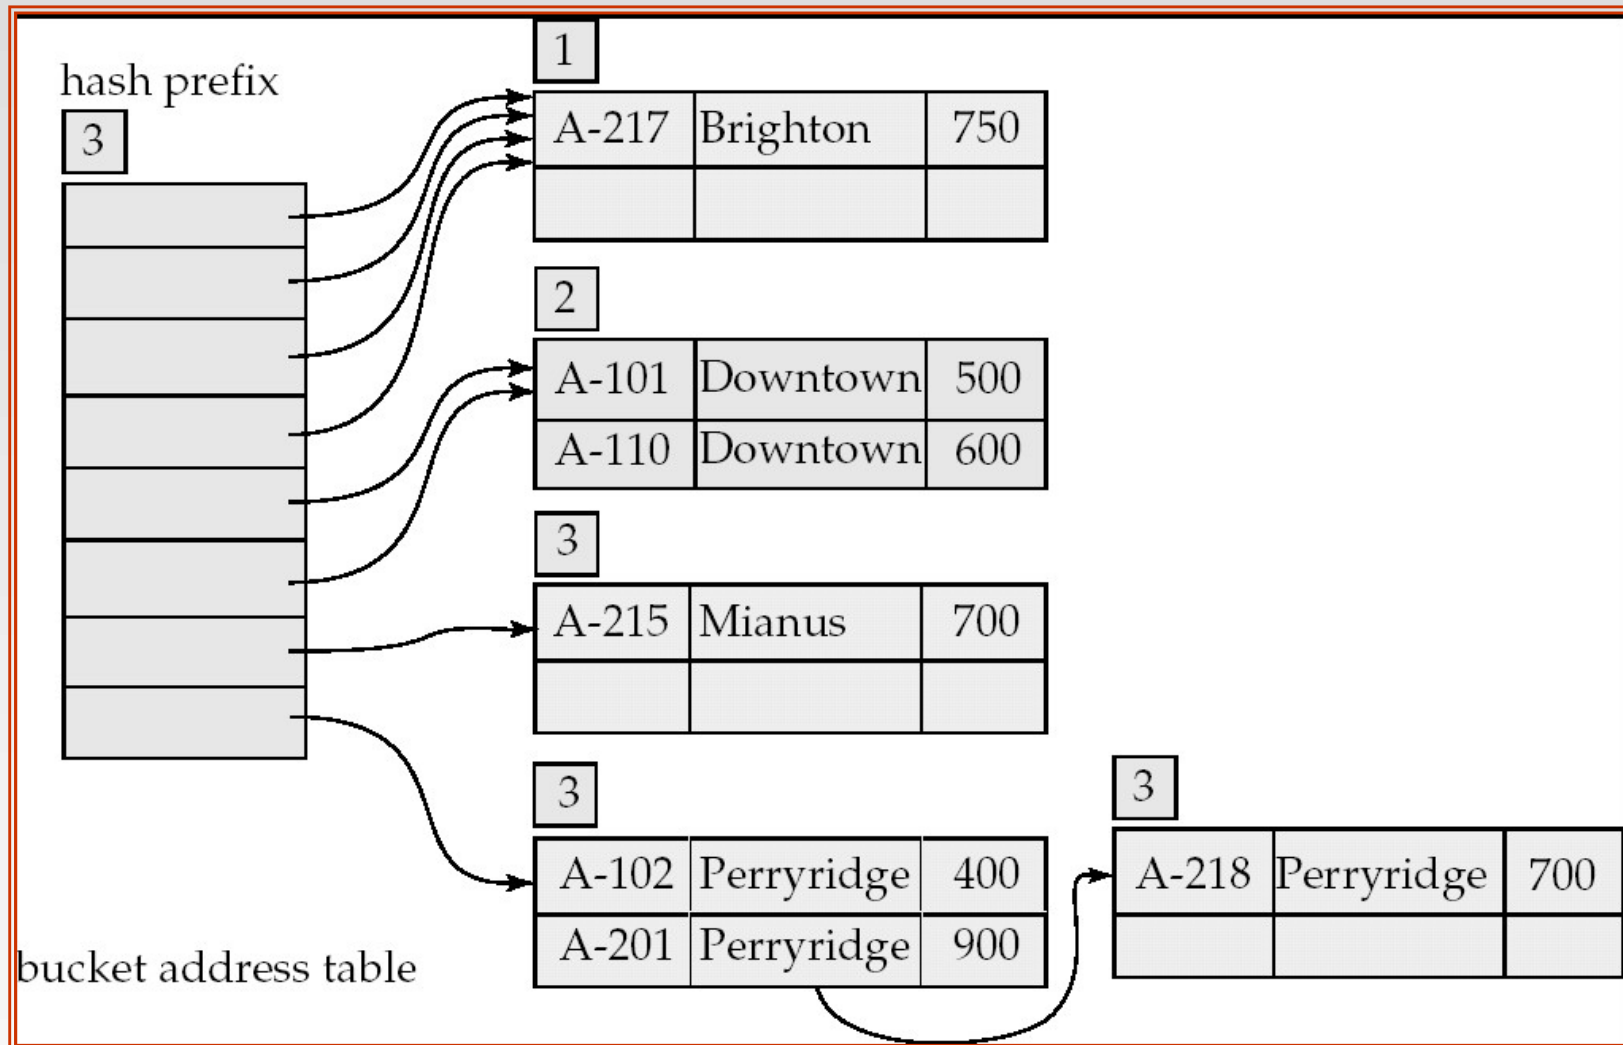 hash prefix
3
1
A-217 Brighton 750
2
A-101 Downtown 500
A-110 Downtown 600
3
A-215 Mianus 700
3
A-102 Perryridge 400
A-201 Perryridge 900
3
A-218 Perryridge 700
bucket address table